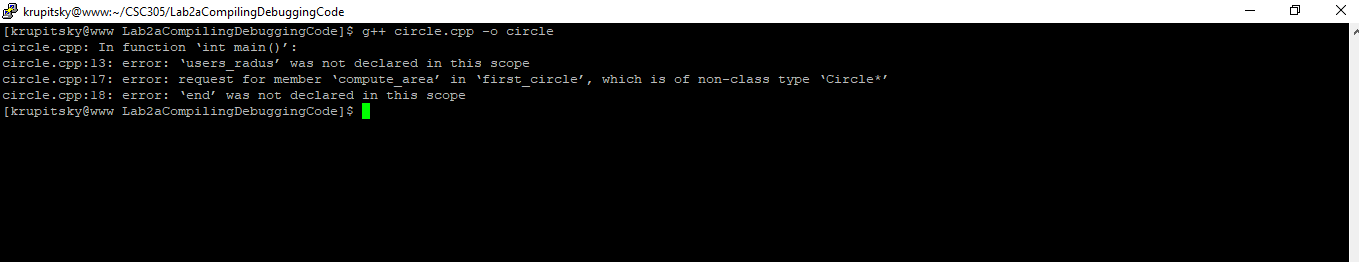 krupitsky@www:~/CSC305/Lab2aCompilingDebuggingCode
[krupitsky@www Lab2aCompilingDebuggingCode]$ g++ circle.cpp -o circle
circle.cpp: In function ‘int main()’:
circle.cpp:13: error: ‘users_radus’ was not declared in this scope
circle.cpp:17: error: request for member ‘compute_area’ in ‘first_circle’, which is of non-class type ‘Circle*’
circle.cpp:18: error: ‘end’ was not declared in this scope
[krupitsky@www Lab2aCompilingDebuggingCode]$